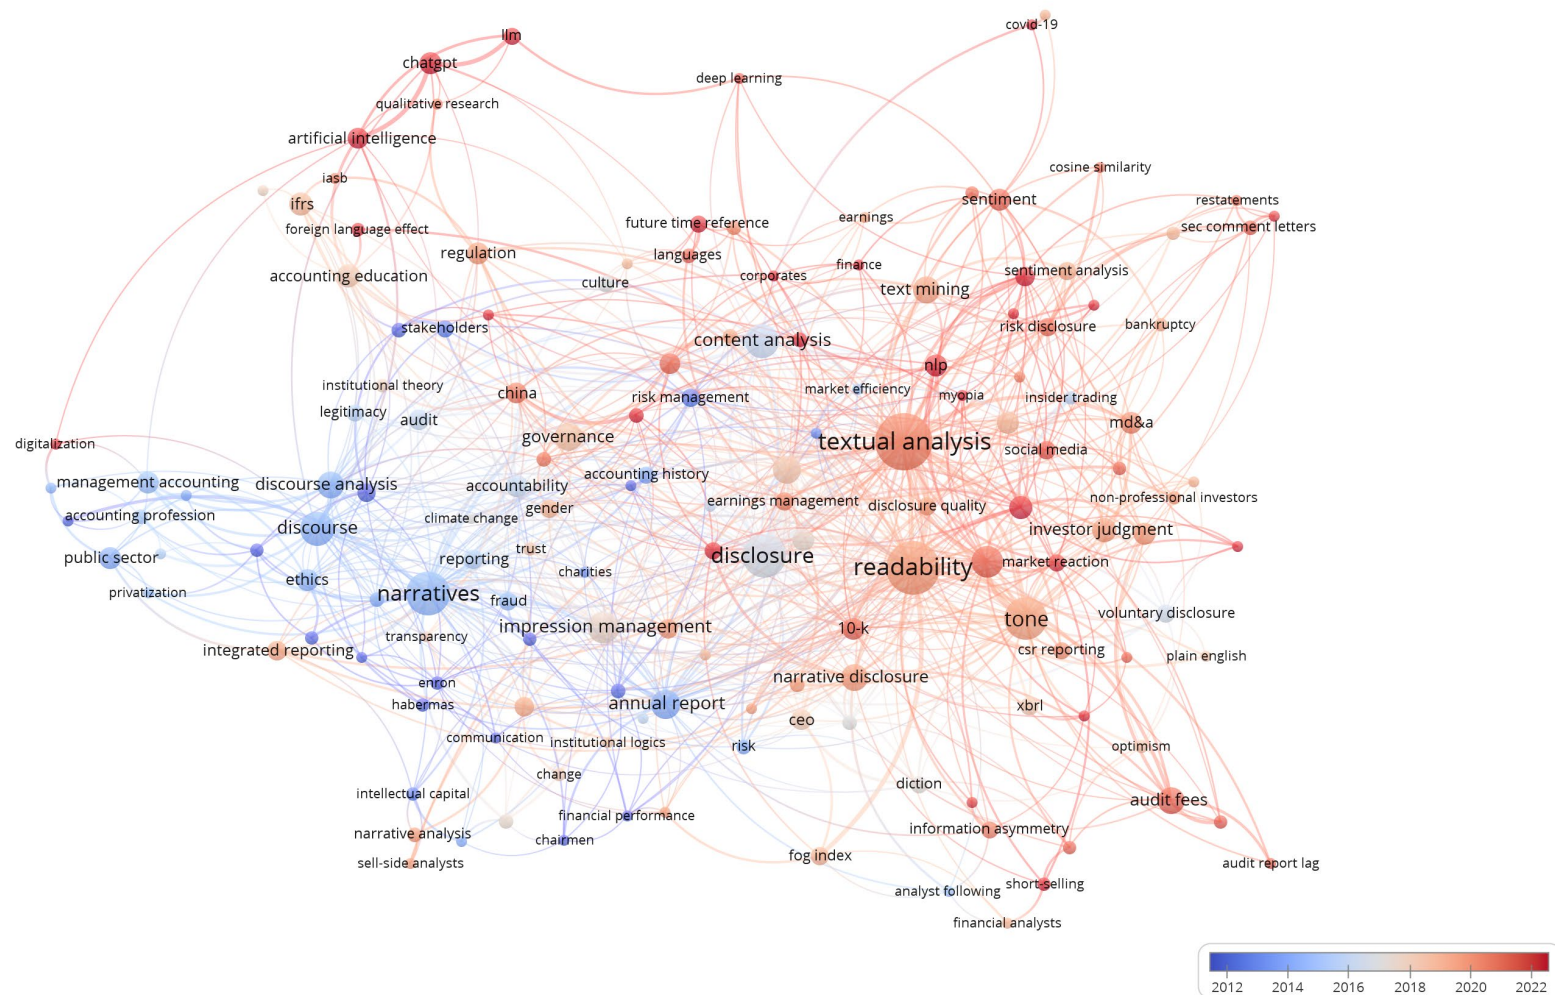 covid-19
llm
chatgpt
deep learning
qualitative research
artificial intelligence
cosine similarity
iasb
ifrs
sentiment
restatements
earnings
future time reference
foreign language effect
sec comment letters
regulation
languages
finance
sentiment analysis
accounting education
corporates
culture
text mining
stakeholders
risk disclosure
bankruptcy
content analysis
nlp
institutional theory
market efficiency
china
risk management
myopia
insider trading
legitimacy
audit
md&a
governance
textual analysis
digitalization
social media
accounting history
management accounting
discourse analysis
accountability
non-professional investors
earnings management
disclosure quality
gender
accounting profession
climate change
discourse
investor judgment
trust
public sector
reporting
disclosure
readability
market reaction
charities
ethics
privatization
narratives
fraud
voluntary disclosure
tone
impression management
10-k
transparency
integrated reporting
csr reporting
plain english
narrative disclosure
enron
habermas
annual report
xbrl
ceo
communication
institutional logics
risk
optimism
change
diction
intellectual capital
audit fees
financial performance
narrative analysis
information asymmetry
chairmen
fog index
sell-side analysts
audit report lag
analyst following
short-selling
financial analysts
2012 2014 2016 2018 2020 2022